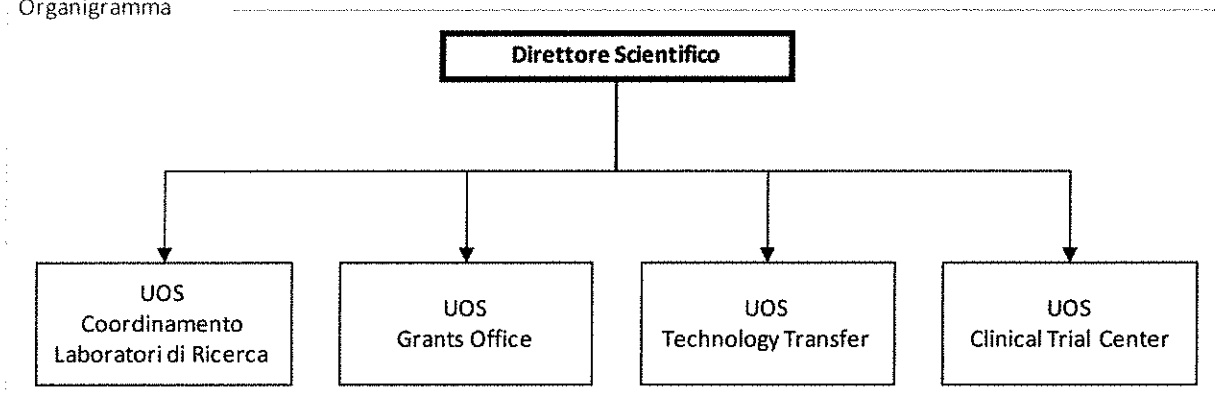 Organigramma
Direttore Scientifico
UOS
Coordinamento
Laboratori di Ricerca
UOS
Grants Office
UOS
Technology Transfer
UOS
Clinical Trial Center